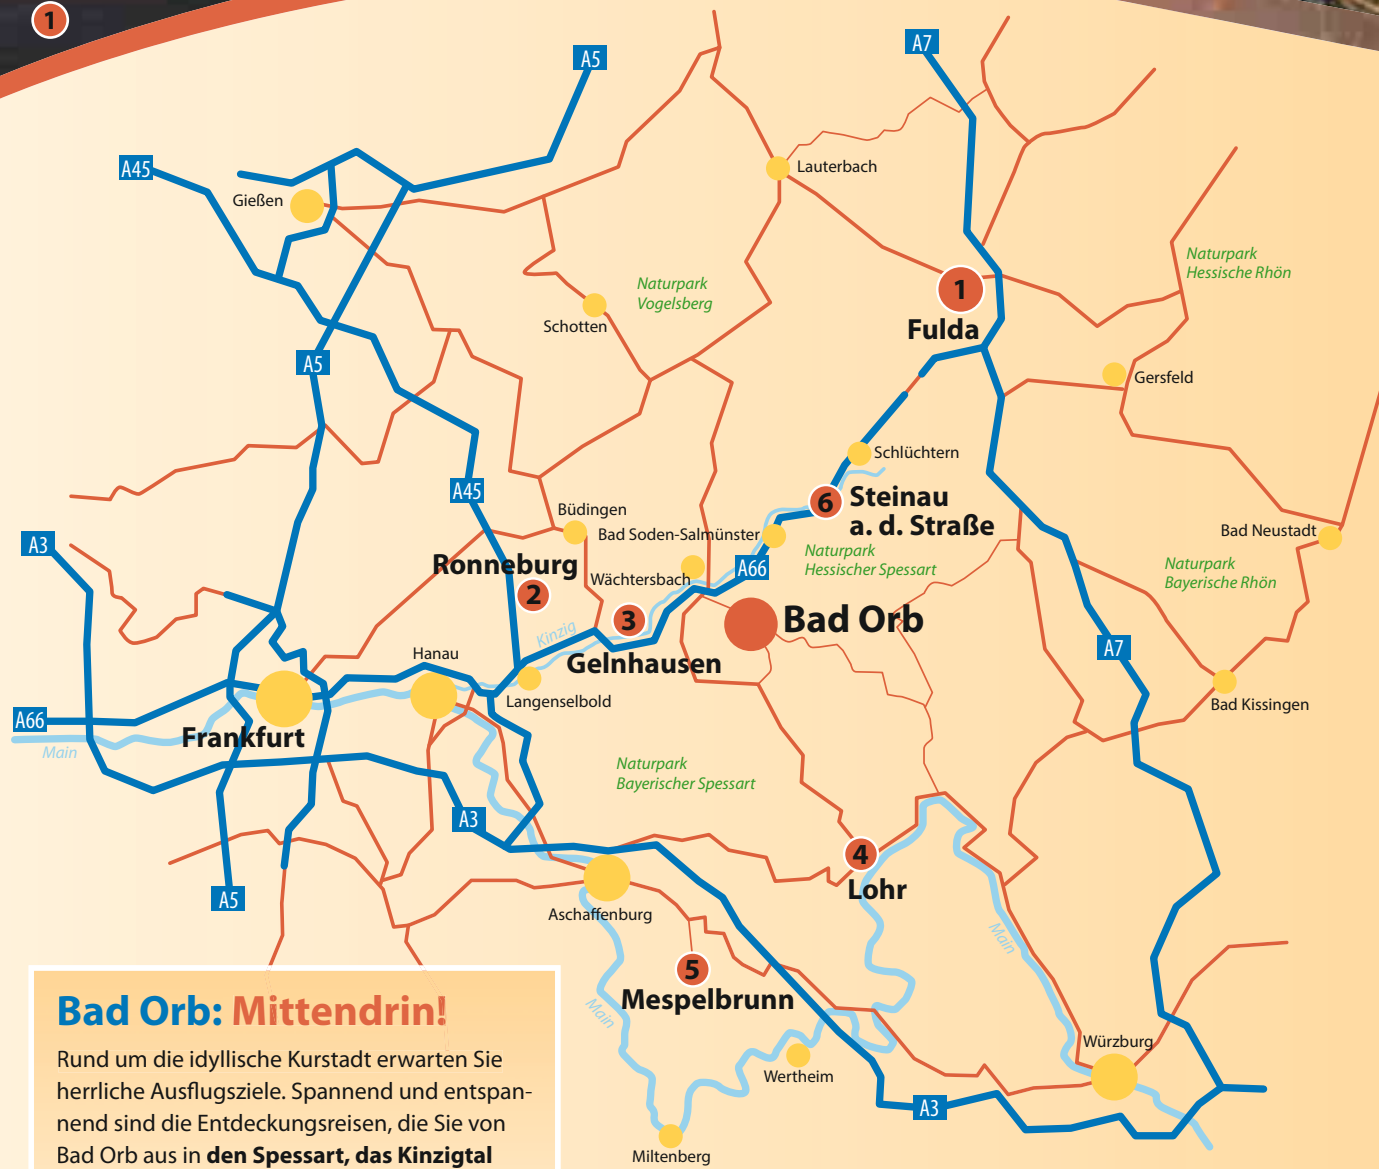 1
A5
A7
A45
Lauterbach
Gießen
Naturpark
Hessische Rhön
Naturpark
Vogelsberg
1
Fulda
Schotten
A5
Gersfeld
Schlüchtern
A45
6
Steinau
a. d. Straße
Büdingen
Bad Soden-Salmünster
Bad Neustadt
A3
Naturpark
Hessischer Spessart
Ronneburg
A66
Wächtersbach
Naturpark
Bayerische Rhön
2
3
Bad Orb
Kinzig
Hanau
Gelnhausen
A7
Langenselbold
Bad Kissingen
A66
Frankfurt
Main
Naturpark
Bayerischer Spessart
A3
4
Lohr
A5
Aschaffenburg
Main
5
Mespelbrunn
Main
Würzburg
Wertheim
A3
Miltenberg
Bad Orb: Mittendrin!
Rund um die idyllische Kurstadt erwarten Sie
herrliche Ausflugsziele. Spannend und entspan-
nend sind die Entdeckungsreisen, die Sie von
Bad Orb aus in den Spessart, das Kinzigtal